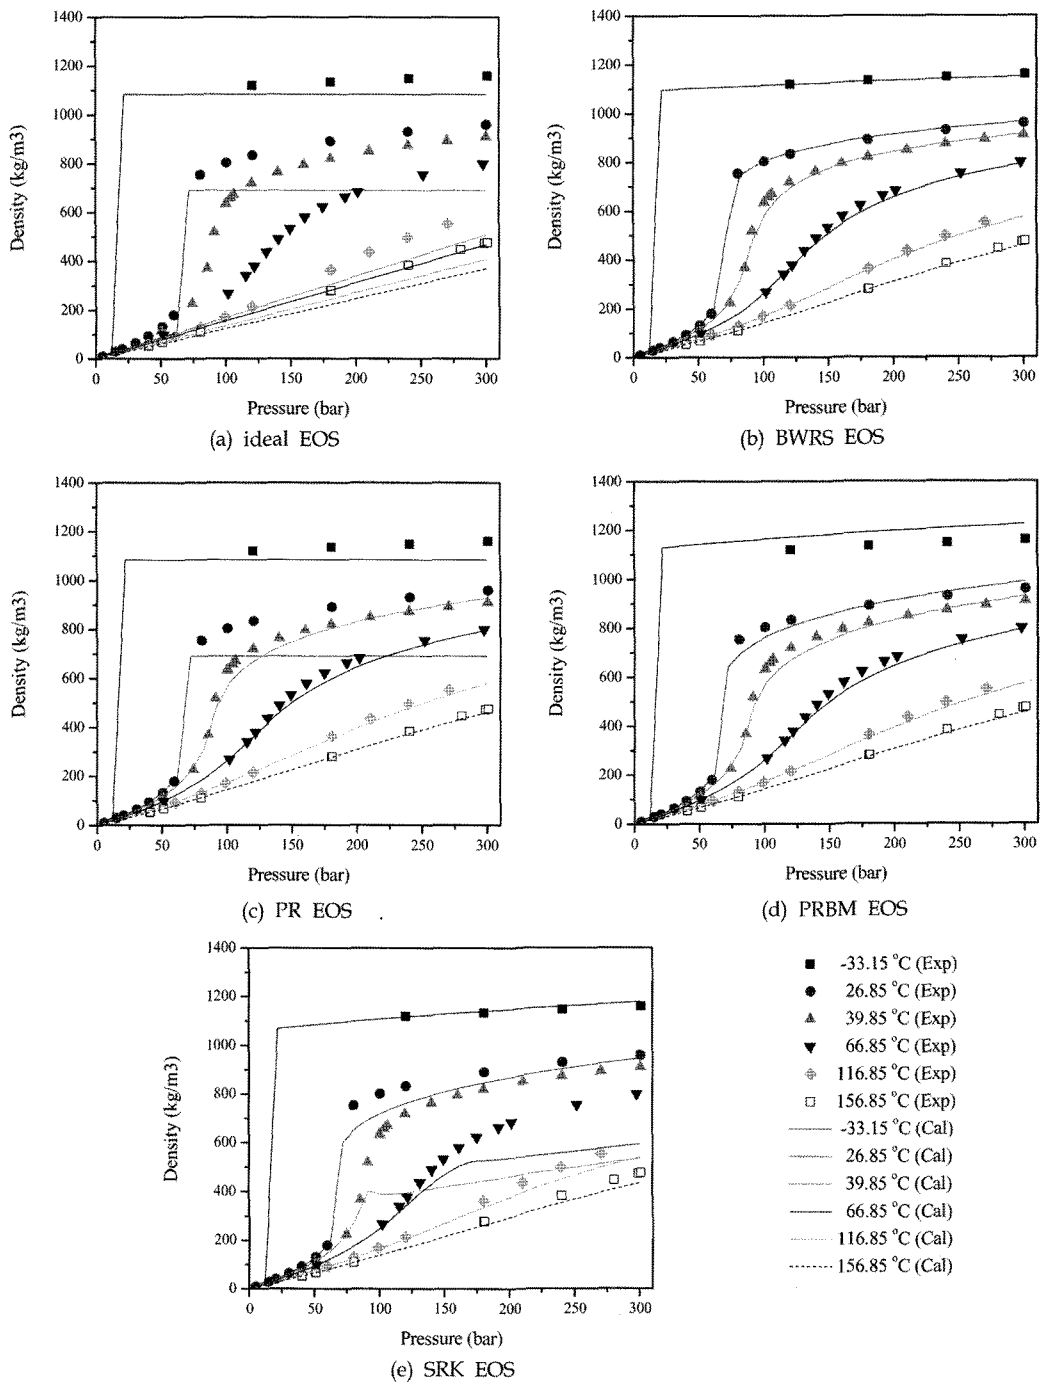 1400
1200
1000
800
600
400
200
0
Density (kg/m3)
0 50 100 150 200 250 300
Pressure (bar)
(a) ideal EOS
1400
1200
1000
800
600
400
200
0
Density (kg/m3)
0 50 100 150 200 250 300
Pressure (bar)
(b) BWRS EOS
1400
1200
1000
800
600
400
200
0
Density (kg/m3)
0 50 100 150 200 250 300
Pressure (bar)
(c) PR EOS
1400
1200
1000
800
600
400
200
0
Density (kg/m3)
0 50 100 150 200 250 300
Pressure (bar)
(d) PRBM EOS
1400
1200
1000
800
600
400
200
0
Density (kg/m3)
0 50 100 150 200 250 300
Pressure (bar)
(e) SRK EOS
-33.15 °C (Exp)
26.85 °C (Exp)
39.85 °C (Exp)
66.85 °C (Exp)
116.85 °C (Exp)
156.85 °C (Exp)
-33.15 °C (Cal)
26.85 °C (Cal)
39.85 °C (Cal)
66.85 °C (Cal)
116.85 °C (Cal)
156.85 °C (Cal)